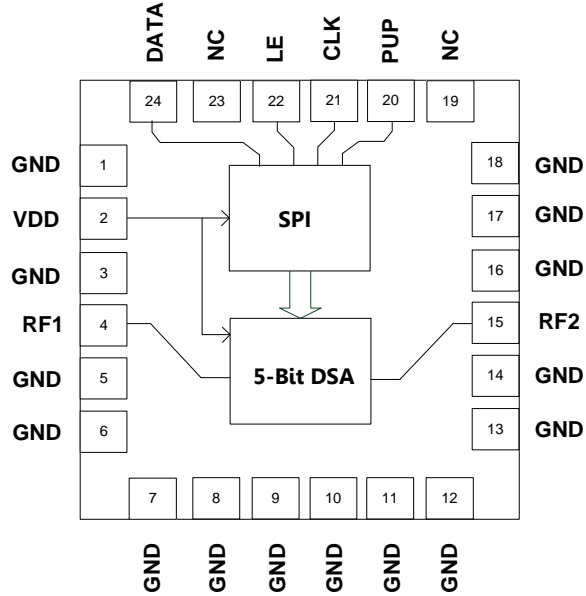 DATA NC LE CLK PUP NC
24 23 22 21 20 19
GND 1 18 GND
VDD 2 SPI 17 GND
GND 3 16 GND
RF1 4 15 RF2
GND 5 5-Bit DSA 14 GND
GND 6 13 GND
7 8 9 10 11 12
GND GND GND GND GND GND